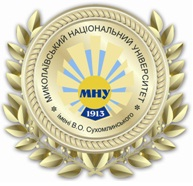 МИКОЛАЇВСЬКИЙ НАЦІОНАЛЬНИЙ УНІВЕРСИТЕТ
МНУ
1913
імені В.О. Сухомлинського